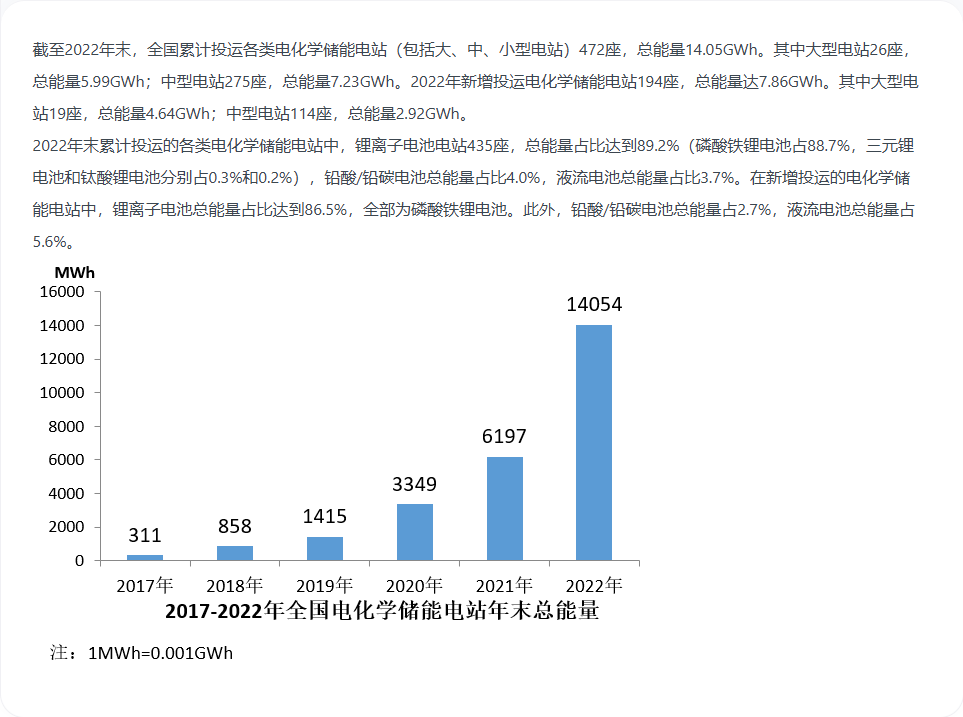 截至2022年末，全国累计投运各类电化学储能电站（包括大、中、小型电站）472座，总能量14.05GWh。其中大型电站26座，
总能量5.99GWh；中型电站275座，总能量7.23GWh。2022年新增投运电化学储能电站194座，总能量达7.86GWh。其中大型电
站19座，总能量4.64GWh；中型电站114座，总能量2.92GWh。
2022年末累计投运的各类电化学储能电站中，锂离子电池电站435座，总能量占比达到89.2%（磷酸铁锂电池占88.7%，三元锂
电池和钛酸锂电池分别占0.3%和0.2%），铅酸/铅碳电池总能量占比4.0%，液流电池总能量占比3.7%。在新增投运的电化学储
能电站中，锂离子电池总能量占比达到86.5%，全部为磷酸铁锂电池。此外，铅酸/铅碳电池总能量占2.7%，液流电池总能量占
5.6%。
MWh
16000
14000
12000
10000
8000
6000
4000
2000
0
311
858
1415
3349
6197
14054
2017年
2018年
2019年
2020年
2021年
2022年
2017-2022年全国电化学储能电站年末总能量
注：1MWh=0.001GWh